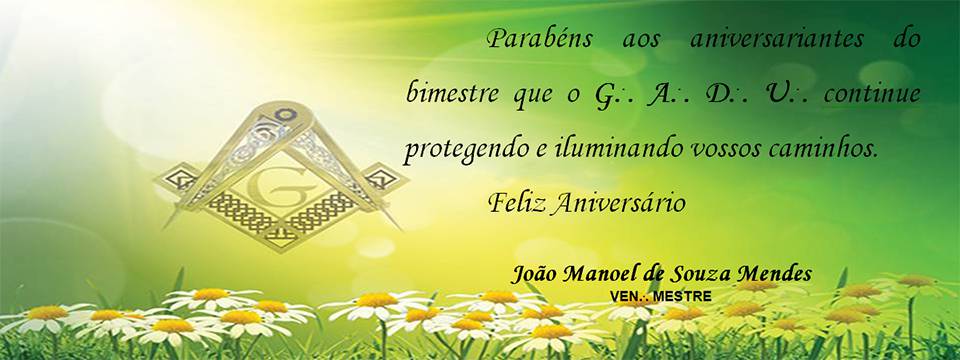 Parabéns aos aniversariantes do
bimestre que o G∴ A∴ D∴ U∴ continue
protegendo e iluminando vossos caminhos.
Feliz Aniversário
G
João Manoel de Souza Mendes
VEN∴ MESTRE